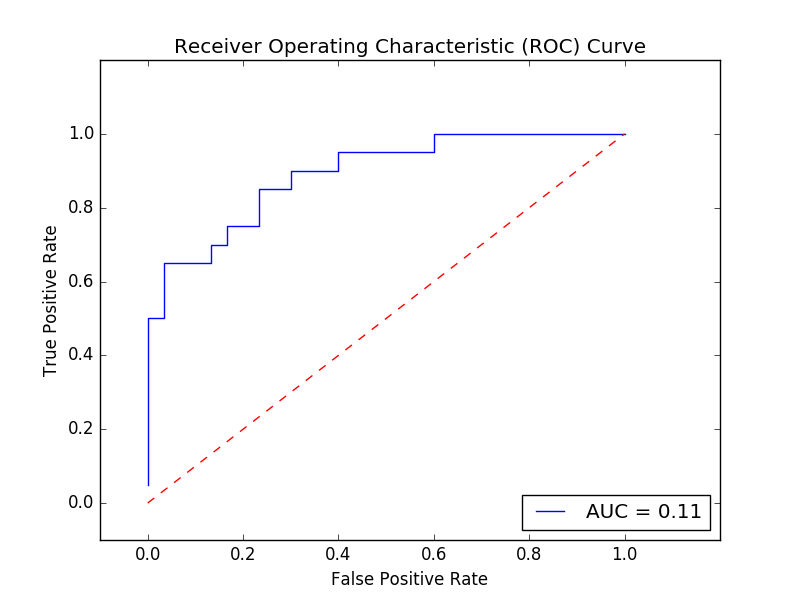 Receiver Operating Characteristic (ROC) Curve
1.0
0.8
0.6
0.4
0.2
0.0
True Positive Rate
AUC = 0.11
0.0 0.2 0.4 0.6 0.8 1.0
False Positive Rate